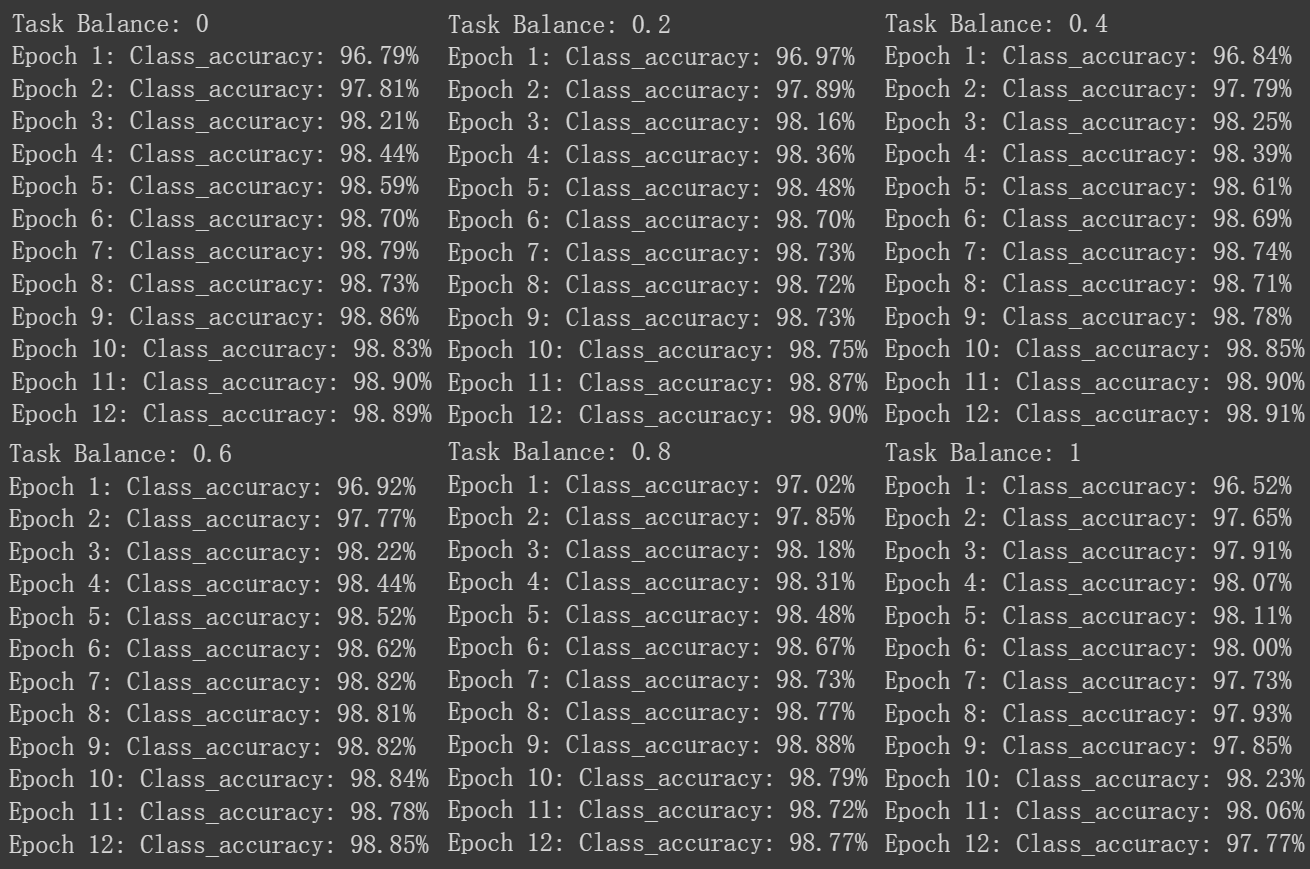 Task Balance: 0
Epoch 1: Class_accuracy: 96.79%
Epoch 2: Class_accuracy: 97.81%
Epoch 3: Class_accuracy: 98.21%
Epoch 4: Class_accuracy: 98.44%
Epoch 5: Class_accuracy: 98.59%
Epoch 6: Class_accuracy: 98.70%
Epoch 7: Class_accuracy: 98.79%
Epoch 8: Class_accuracy: 98.73%
Epoch 9: Class_accuracy: 98.86%
Epoch 10: Class_accuracy: 98.83%
Epoch 11: Class_accuracy: 98.90%
Epoch 12: Class_accuracy: 98.89%
Task Balance: 0.2
Epoch 1: Class_accuracy: 96.97%
Epoch 2: Class_accuracy: 97.89%
Epoch 3: Class_accuracy: 98.16%
Epoch 4: Class_accuracy: 98.36%
Epoch 5: Class_accuracy: 98.48%
Epoch 6: Class_accuracy: 98.70%
Epoch 7: Class_accuracy: 98.73%
Epoch 8: Class_accuracy: 98.72%
Epoch 9: Class_accuracy: 98.73%
Epoch 10: Class_accuracy: 98.75%
Epoch 11: Class_accuracy: 98.87%
Epoch 12: Class_accuracy: 98.90%
Task Balance: 0.4
Epoch 1: Class_accuracy: 96.84%
Epoch 2: Class_accuracy: 97.79%
Epoch 3: Class_accuracy: 98.25%
Epoch 4: Class_accuracy: 98.39%
Epoch 5: Class_accuracy: 98.61%
Epoch 6: Class_accuracy: 98.69%
Epoch 7: Class_accuracy: 98.74%
Epoch 8: Class_accuracy: 98.71%
Epoch 9: Class_accuracy: 98.78%
Epoch 10: Class_accuracy: 98.85%
Epoch 11: Class_accuracy: 98.90%
Epoch 12: Class_accuracy: 98.91%
Task Balance: 0.6
Epoch 1: Class_accuracy: 96.92%
Epoch 2: Class_accuracy: 97.77%
Epoch 3: Class_accuracy: 98.22%
Epoch 4: Class_accuracy: 98.44%
Epoch 5: Class_accuracy: 98.52%
Epoch 6: Class_accuracy: 98.62%
Epoch 7: Class_accuracy: 98.82%
Epoch 8: Class_accuracy: 98.81%
Epoch 9: Class_accuracy: 98.82%
Epoch 10: Class_accuracy: 98.84%
Epoch 11: Class_accuracy: 98.78%
Epoch 12: Class_accuracy: 98.85%
Task Balance: 0.8
Epoch 1: Class_accuracy: 97.02%
Epoch 2: Class_accuracy: 97.85%
Epoch 3: Class_accuracy: 98.18%
Epoch 4: Class_accuracy: 98.31%
Epoch 5: Class_accuracy: 98.48%
Epoch 6: Class_accuracy: 98.67%
Epoch 7: Class_accuracy: 98.73%
Epoch 8: Class_accuracy: 98.77%
Epoch 9: Class_accuracy: 98.88%
Epoch 10: Class_accuracy: 98.79%
Epoch 11: Class_accuracy: 98.72%
Epoch 12: Class_accuracy: 98.77%
Task Balance: 1
Epoch 1: Class_accuracy: 96.52%
Epoch 2: Class_accuracy: 97.65%
Epoch 3: Class_accuracy: 97.91%
Epoch 4: Class_accuracy: 98.07%
Epoch 5: Class_accuracy: 98.11%
Epoch 6: Class_accuracy: 98.00%
Epoch 7: Class_accuracy: 97.73%
Epoch 8: Class_accuracy: 97.93%
Epoch 9: Class_accuracy: 97.85%
Epoch 10: Class_accuracy: 98.23%
Epoch 11: Class_accuracy: 98.06%
Epoch 12: Class_accuracy: 97.77%